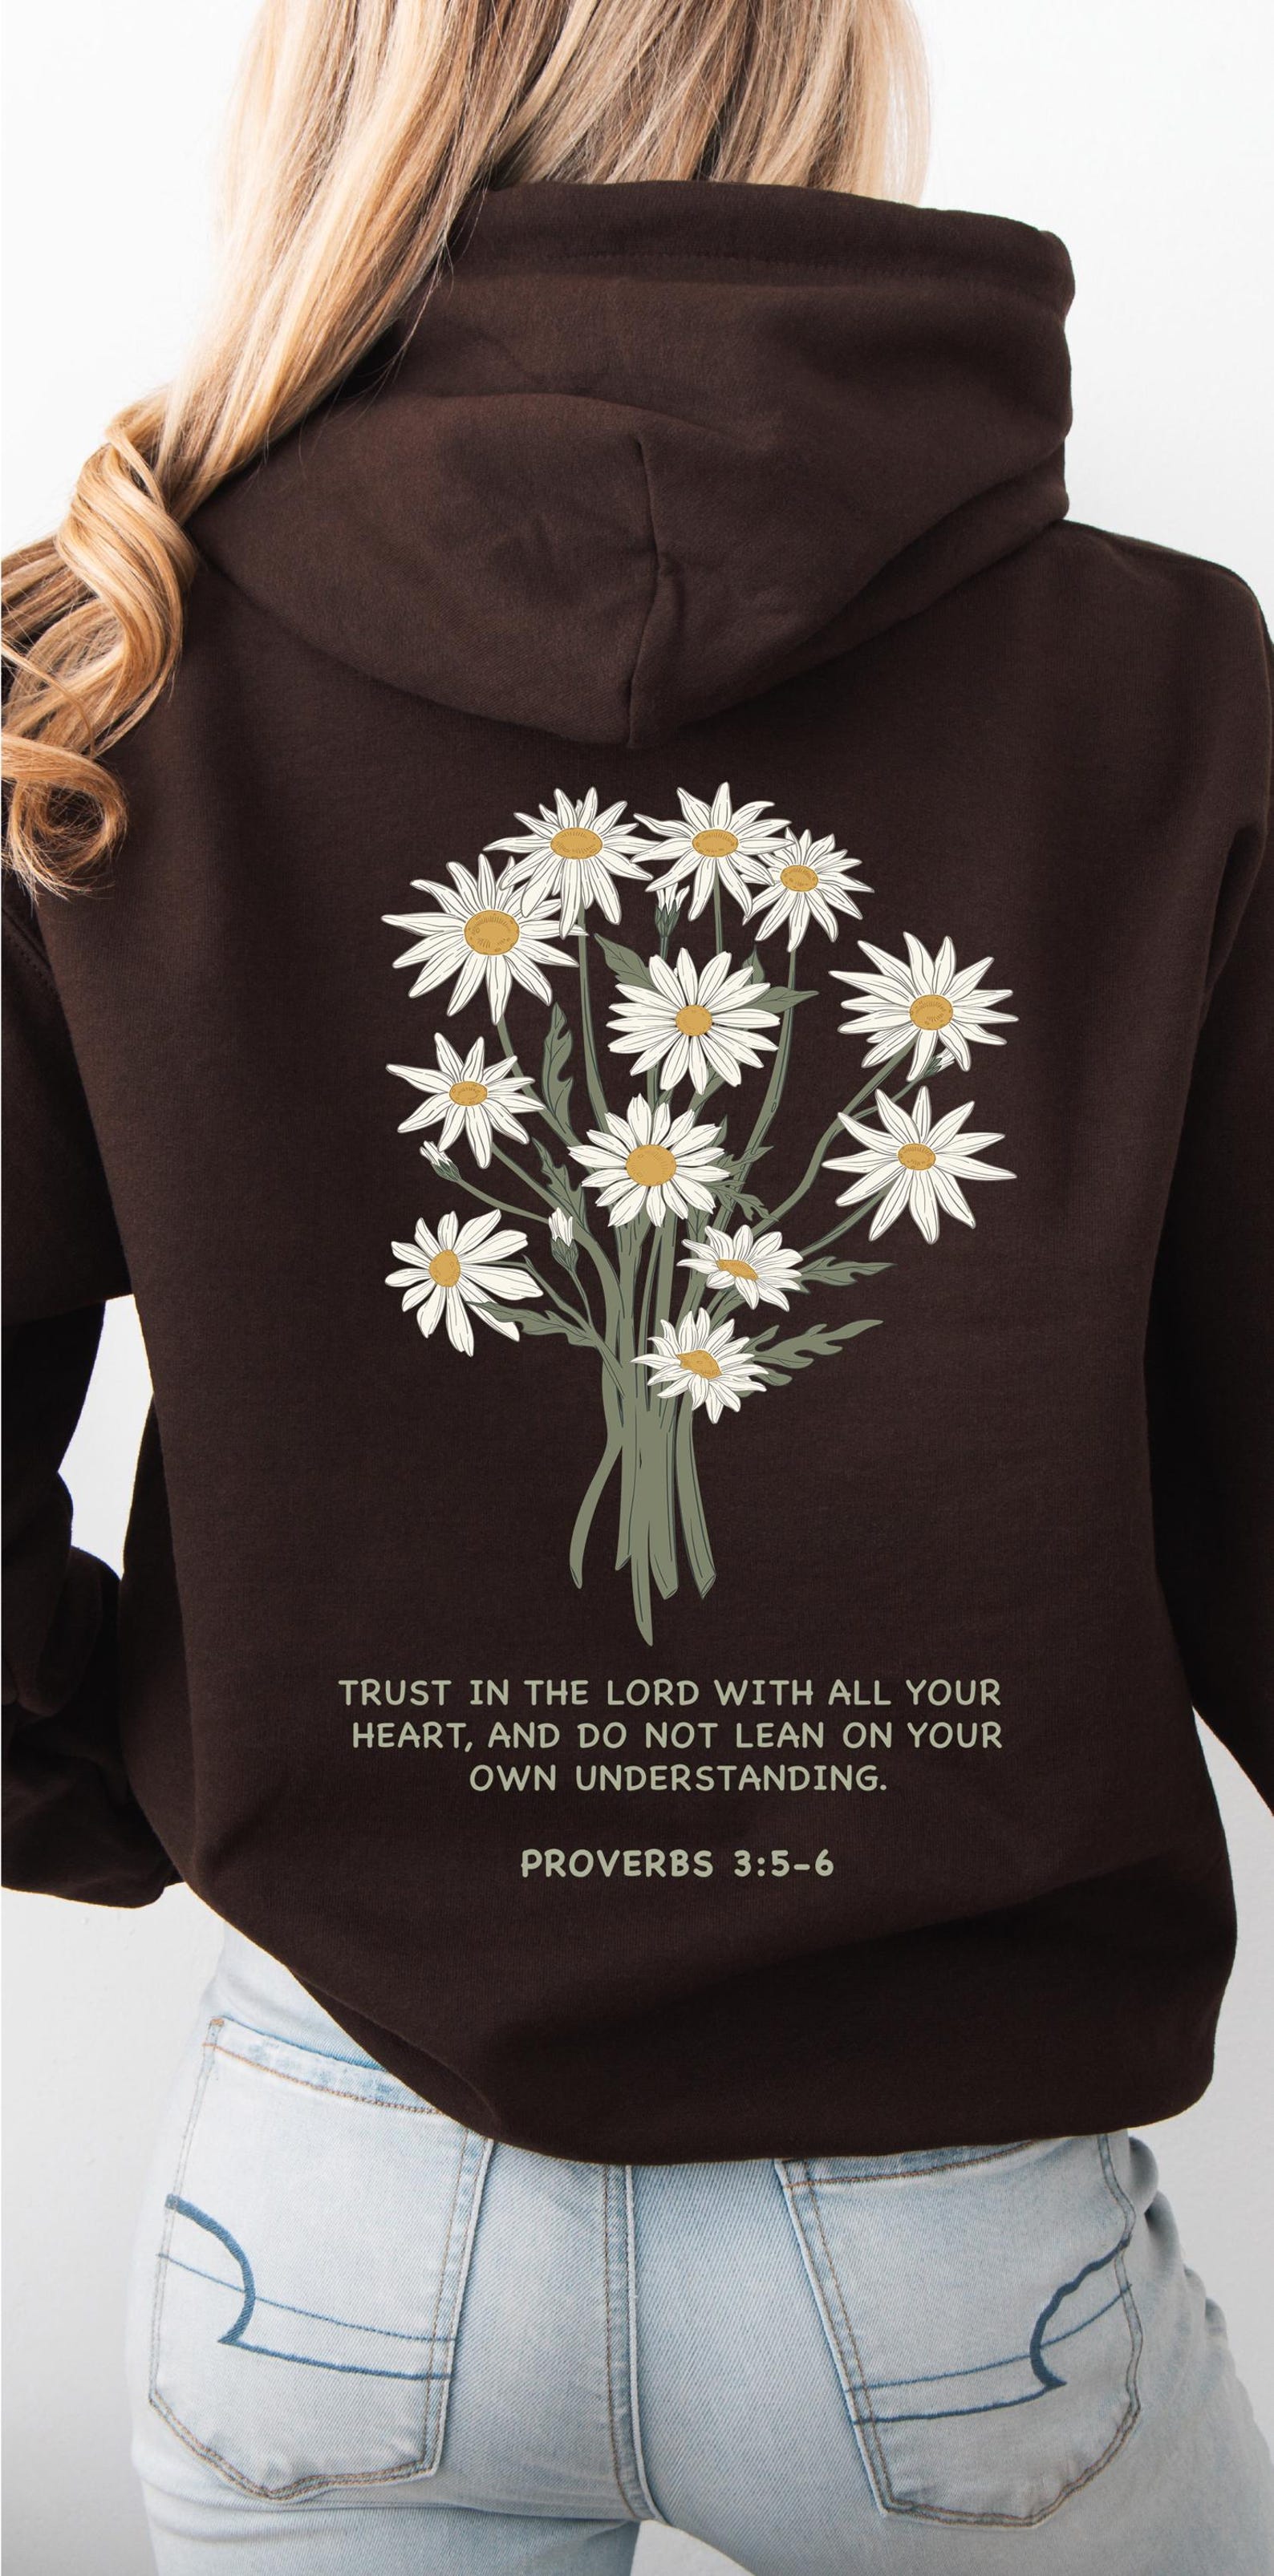 TRUST IN THE LORD WITH ALL YOUR
HEART, AND DO NOT LEAN ON YOUR
OWN UNDERSTANDING.
PROVERBS 3:5-6